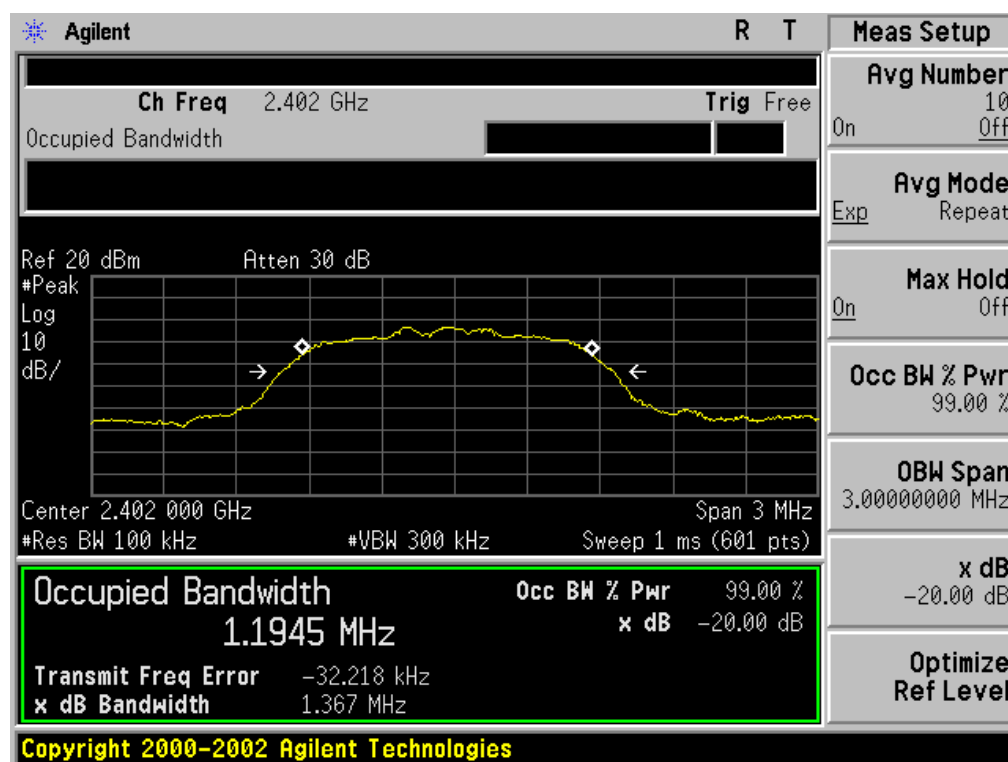 Agilent
R T
Meas Setup
Ch Freq 2.402 GHz
Trig Free
Occupied Bandwidth
Ref 20 dBm
Atten 30 dB
#Peak
Log
10
dB/
Center 2.402 000 GHz
Span 3 MHz
#Res BW 100 kHz
#VBW 300 kHz
Sweep 1 ms (601 pts)
Occupied Bandwidth
1.1945 MHz
Occ BW % Pwr 99.00 %
x dB -20.00 dB
Transmit Freq Error -32.218 kHz
x dB Bandwidth 1.367 MHz
Avg Number
10
On Off
Avg Mode
Exp Repeat
Max Hold
On Off
Occ BW % Pwr
99.00 %
OBW Span
3.00000000 MHz
x dB
-20.00 dB
Optimize
Ref Level
Copyright 2000-2002 Agilent Technologies